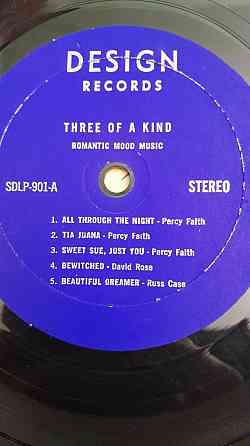 DESIGN
RECORDS
THREE OF A KIND
ROMANTIC MOOD MUSIC
SDLP-901-A STEREO
1. ALL THROUGH THE NIGHT - Percy Faith
2. TIA JUANA - Percy Faith
3. SWEET SUE, JUST YOU - Percy Faith
4. BEWITCHED - David Rose
5. BEAUTIFUL DREAMER - Russ Case